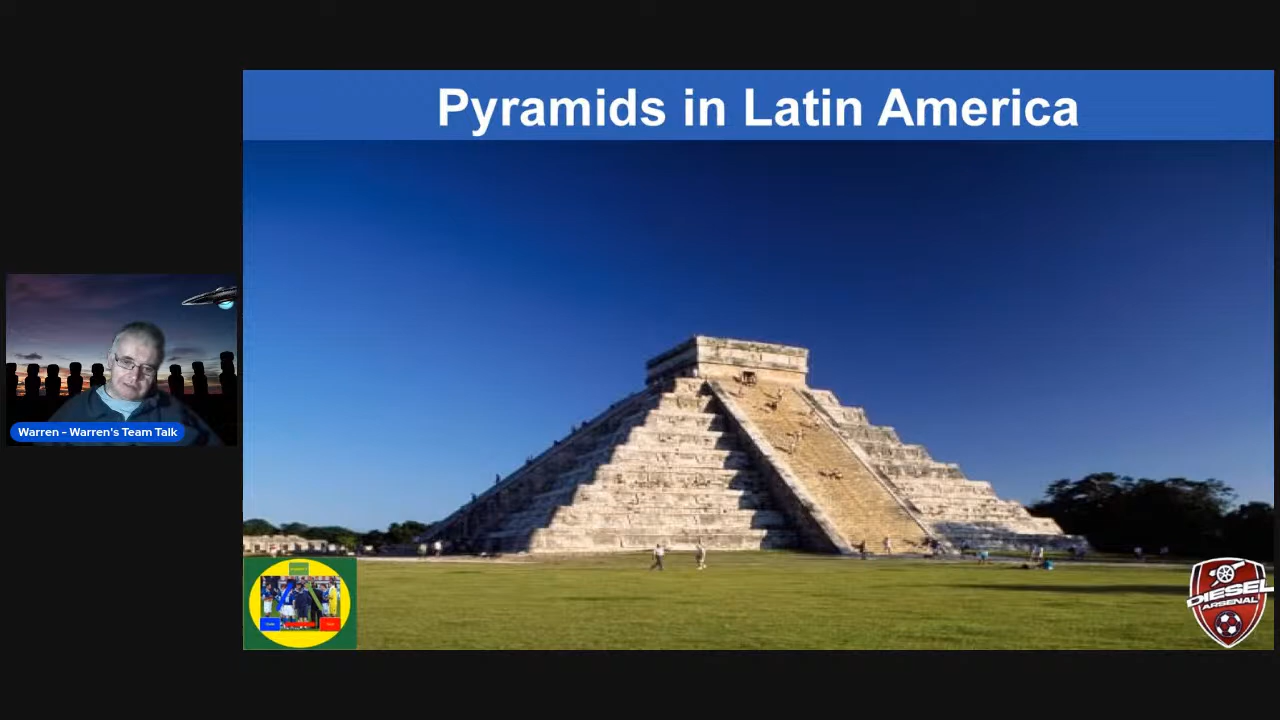 Pyramids in Latin America
Warren - Warren's Team Talk
DIESEL
ARSENAL